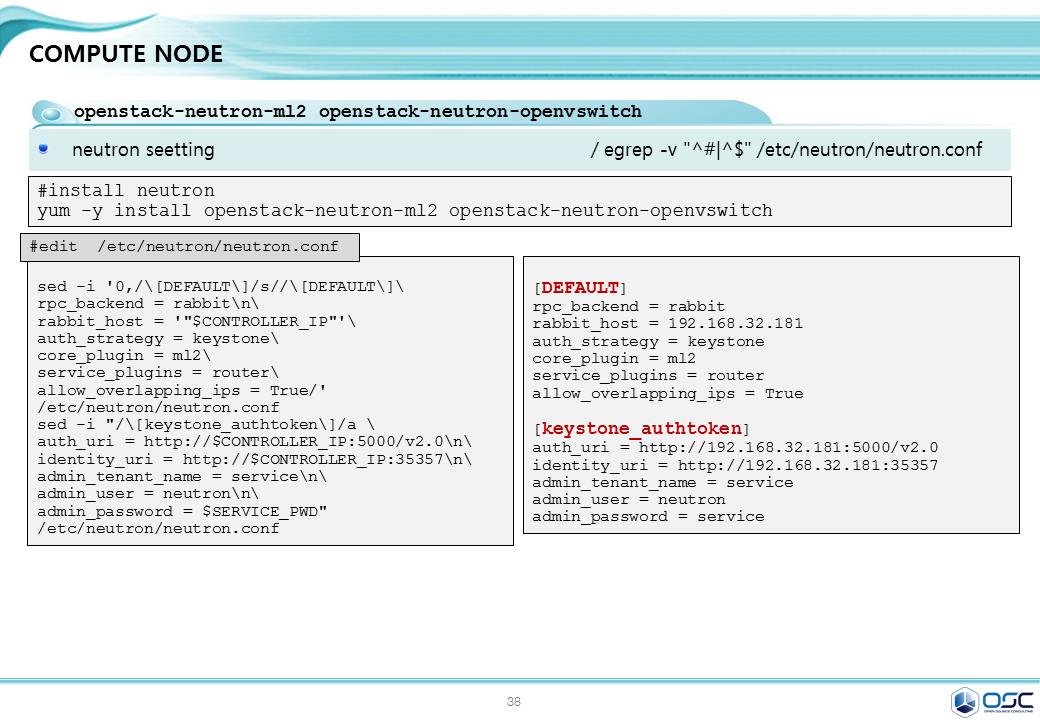 COMPUTE NODE
openstack-neutron-ml2 openstack-neutron-openvswitch
neutron seetting / egrep -v "^#|^$" /etc/neutron/neutron.conf
#install neutron
yum -y install openstack-neutron-ml2 openstack-neutron-openvswitch
#edit /etc/neutron/neutron.conf
sed -i '0,/\[DEFAULT\]/s//\[DEFAULT\]\
rpc_backend = rabbit\n\
rabbit_host = '"$CONTROLLER_IP"'\
auth_strategy = keystone\
core_plugin = ml2\
service_plugins = router\
allow_overlapping_ips = True/'
/etc/neutron/neutron.conf
sed -i "/\[keystone_authtoken\]/a \
auth_uri = http://$CONTROLLER_IP:5000/v2.0\n\
identity_uri = http://$CONTROLLER_IP:35357\n\
admin_tenant_name = service\n\
admin_user = neutron\n\
admin_password = $SERVICE_PWD"
/etc/neutron/neutron.conf
[DEFAULT]
rpc_backend = rabbit
rabbit_host = 192.168.32.181
auth_strategy = keystone
core_plugin = ml2
service_plugins = router
allow_overlapping_ips = True
[keystone_authtoken]
auth_uri = http://192.168.32.181:5000/v2.0
identity_uri = http://192.168.32.181:35357
admin_tenant_name = service
admin_user = neutron
admin_password = service
38
OSC
OPEN SOURCE CONSULTING